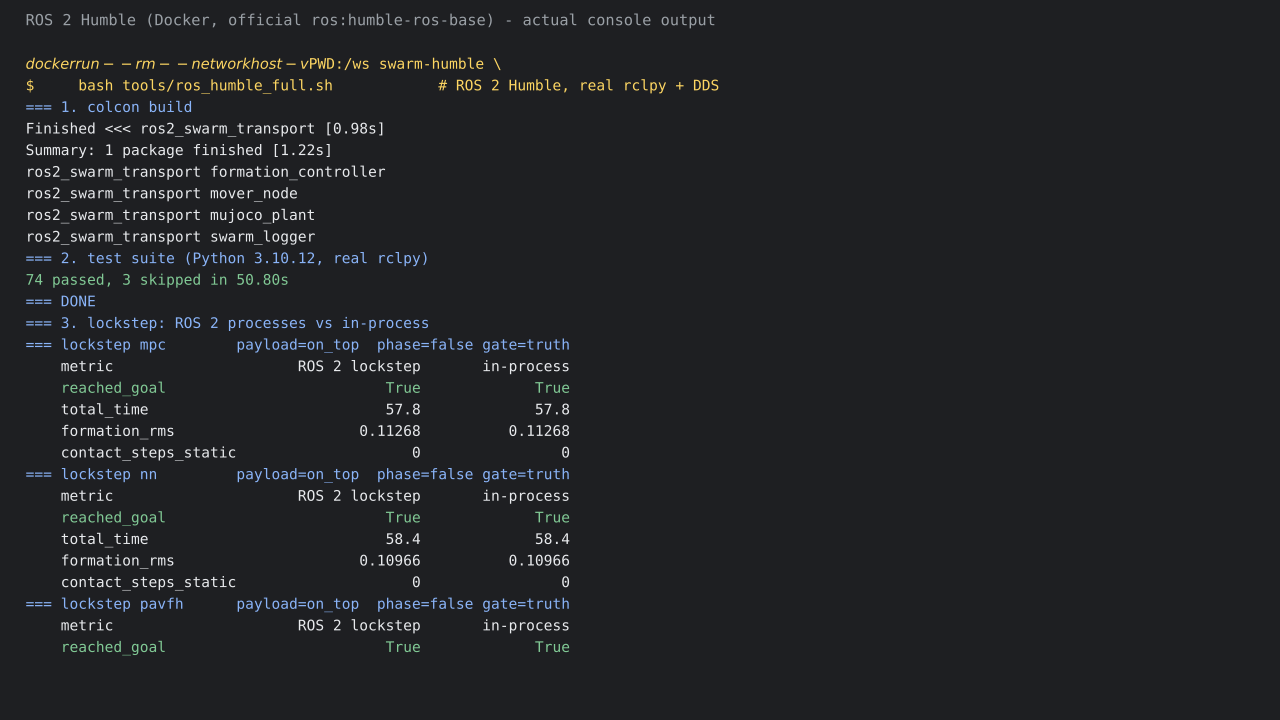 ROS 2 Humble (Docker, official ros:humble-ros-base) - actual console output
dockerrun−−rm−−networkhost−vPWD:/ws swarm-humble \
$     bash tools/ros_humble_full.sh            # ROS 2 Humble, real rclpy + DDS
=== 1. colcon build
Finished <<< ros2_swarm_transport [0.98s]
Summary: 1 package finished [1.22s]
ros2_swarm_transport formation_controller
ros2_swarm_transport mover_node
ros2_swarm_transport mujoco_plant
ros2_swarm_transport swarm_logger
=== 2. test suite (Python 3.10.12, real rclpy)
74 passed, 3 skipped in 50.80s
=== DONE
=== 3. lockstep: ROS 2 processes vs in-process
=== lockstep mpc        payload=on_top  phase=false gate=truth
    metric                     ROS 2 lockstep       in-process
    reached_goal                         True             True
    total_time                           57.8             57.8
    formation_rms                     0.11268          0.11268
    contact_steps_static                    0                0
=== lockstep nn         payload=on_top  phase=false gate=truth
    metric                     ROS 2 lockstep       in-process
    reached_goal                         True             True
    total_time                           58.4             58.4
    formation_rms                     0.10966          0.10966
    contact_steps_static                    0                0
=== lockstep pavfh      payload=on_top  phase=false gate=truth
    metric                     ROS 2 lockstep       in-process
    reached_goal                         True             True